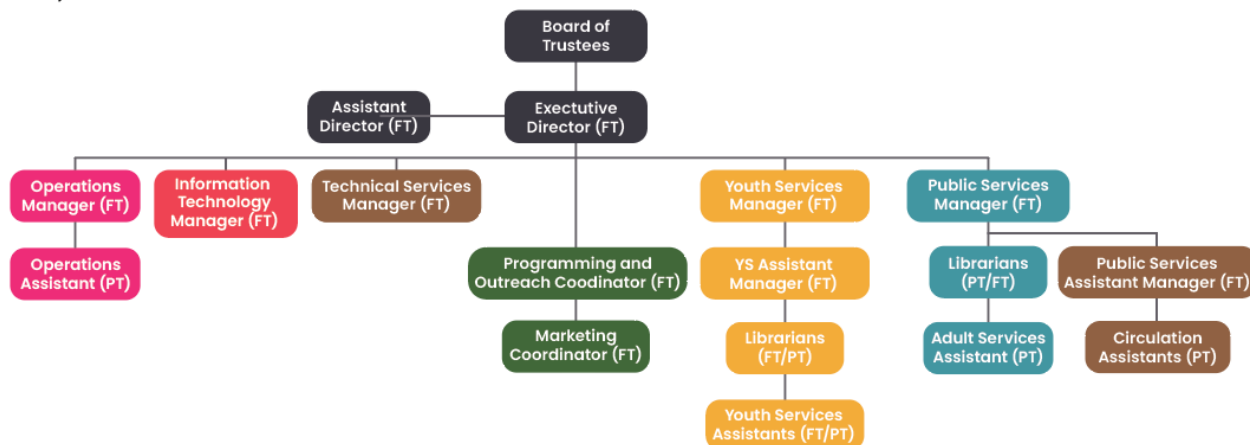 Board of
Trustees
Assistant
Director (FT)
Exectutive
Director (FT)
Operations
Manager (FT)
Information
Technology
Manager (FT)
Technical Services
Manager (FT)
Youth Services
Manager (FT)
Public Services
Manager (FT)
Operations
Assistant (PT)
Programming and
Outreach Coodinator (FT)
YS Assistant
Manager (FT)
Librarians
(PT/FT)
Public Services
Assistant Manager (FT)
Marketing
Coordinator (FT)
Librarians
(FT/PT)
Adult Services
Assistant (PT)
Circulation
Assistants (PT)
Youth Services
Assistants (FT/PT)